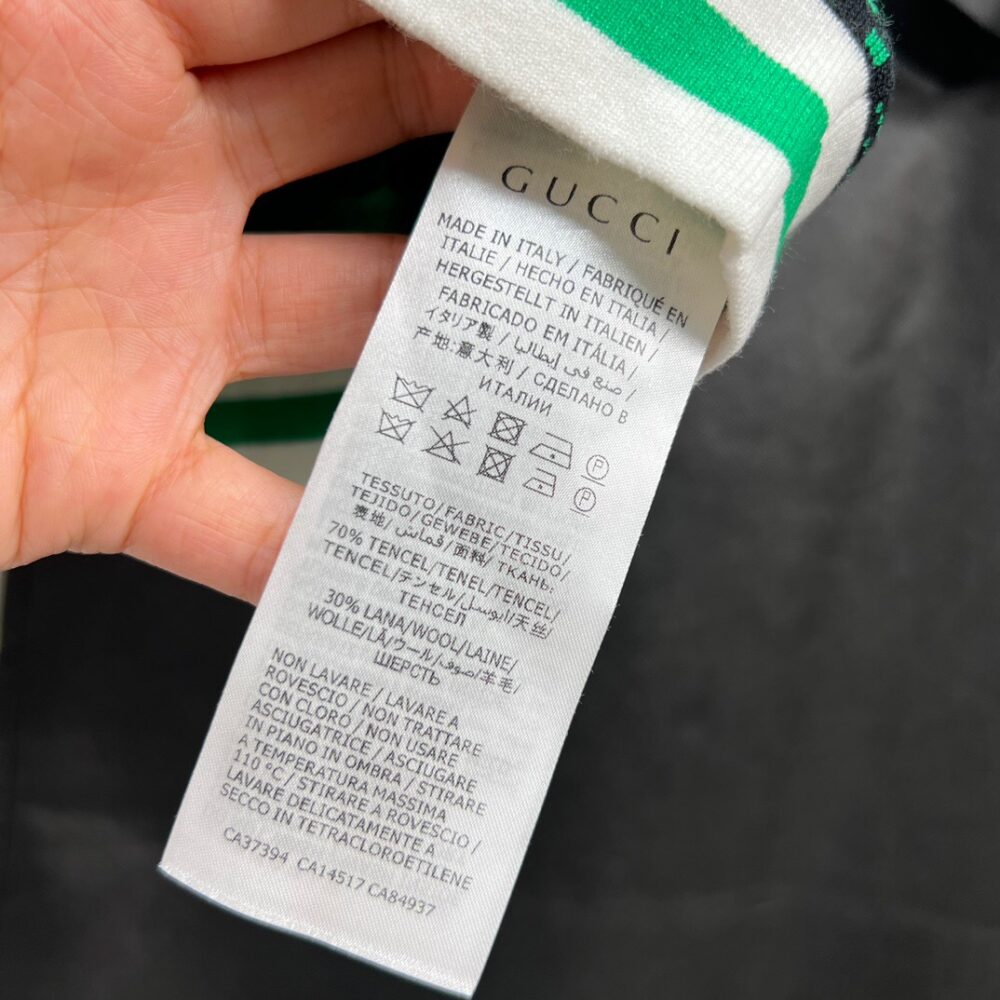 GUCCI
MADE IN ITALY / FABRIQUÉ EN
ITALIE / HECHO EN ITALIA /
HERGESTELLT IN ITALIEN /
FABRICADO EM ITÁLIA /
イタリア製 / صنع في إيطاليا /
产地:意大利 / СДЕЛАНО В
ИТАЛИИ
P
P
TESSUTO/FABRIC/TISSU/
TEJIDO/GEWEBE/TECIDO/
表地/قماش/面料/ТКАНЬ:
70% TENCEL/TENEL/TENCEL/
TENCEL/テンセル/ايوسل/天丝/
ТЕНСЕЛ
30% LANA/WOOL/LAINE/
WOLLE/LÃ/ウール/صوف/羊毛/
ШЕРСТЬ
NON LAVARE / LAVARE A
ROVESCIO / NON TRATTARE
CON CLORO / NON USARE
ASCIUGATRICE / ASCIUGARE
IN PIANO IN OMBRA / STIRARE
A TEMPERATURA MASSIMA
110 °C / STIRARE A ROVESCIO /
LAVARE DELICATAMENTE A
SECCO IN TETRACLOROETILENE
CA37394 CA14517 CA84937